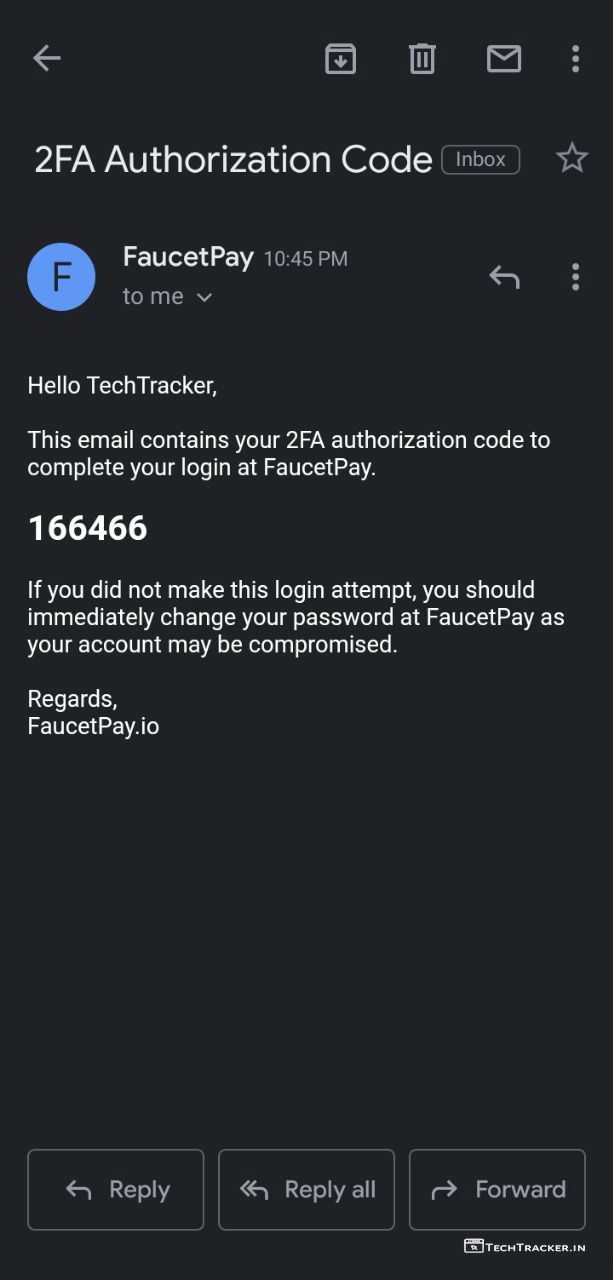 2FA Authorization Code Inbox
F
FaucetPay 10:45 PM
to me
Hello TechTracker,
This email contains your 2FA authorization code to
complete your login at FaucetPay.
166466
If you did not make this login attempt, you should
immediately change your password at FaucetPay as
your account may be compromised.
Regards,
FaucetPay.io
Reply Reply all Forward
TechTracker.in